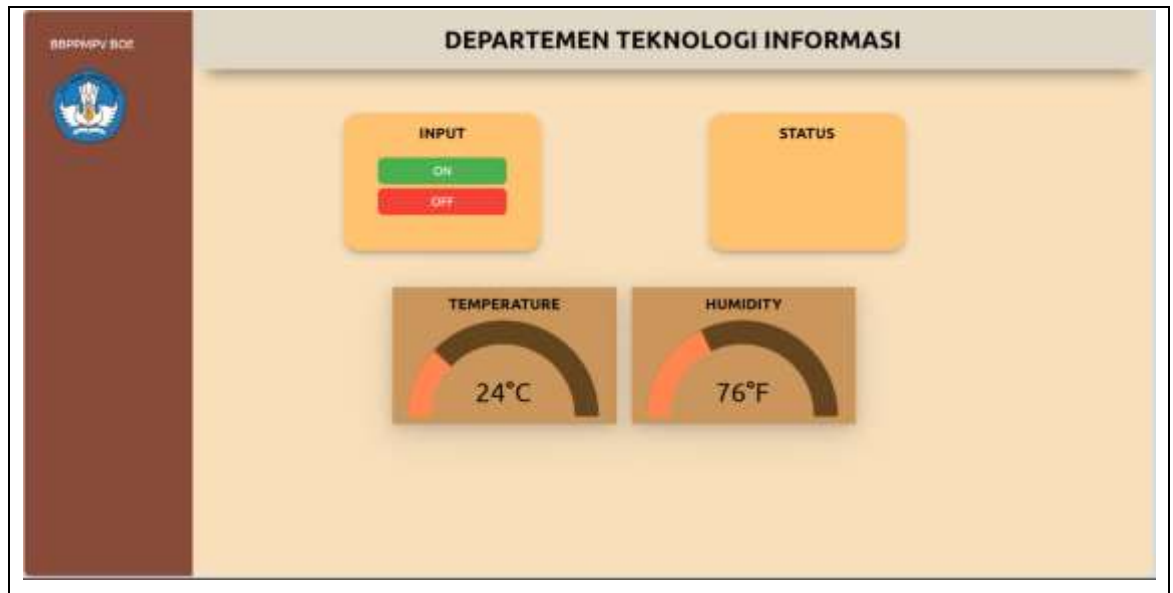 BBPPMPV BOE
DEPARTEMEN TEKNOLOGI INFORMASI
INPUT
ON
OFF
STATUS
TEMPERATURE
24°C
HUMIDITY
76°F